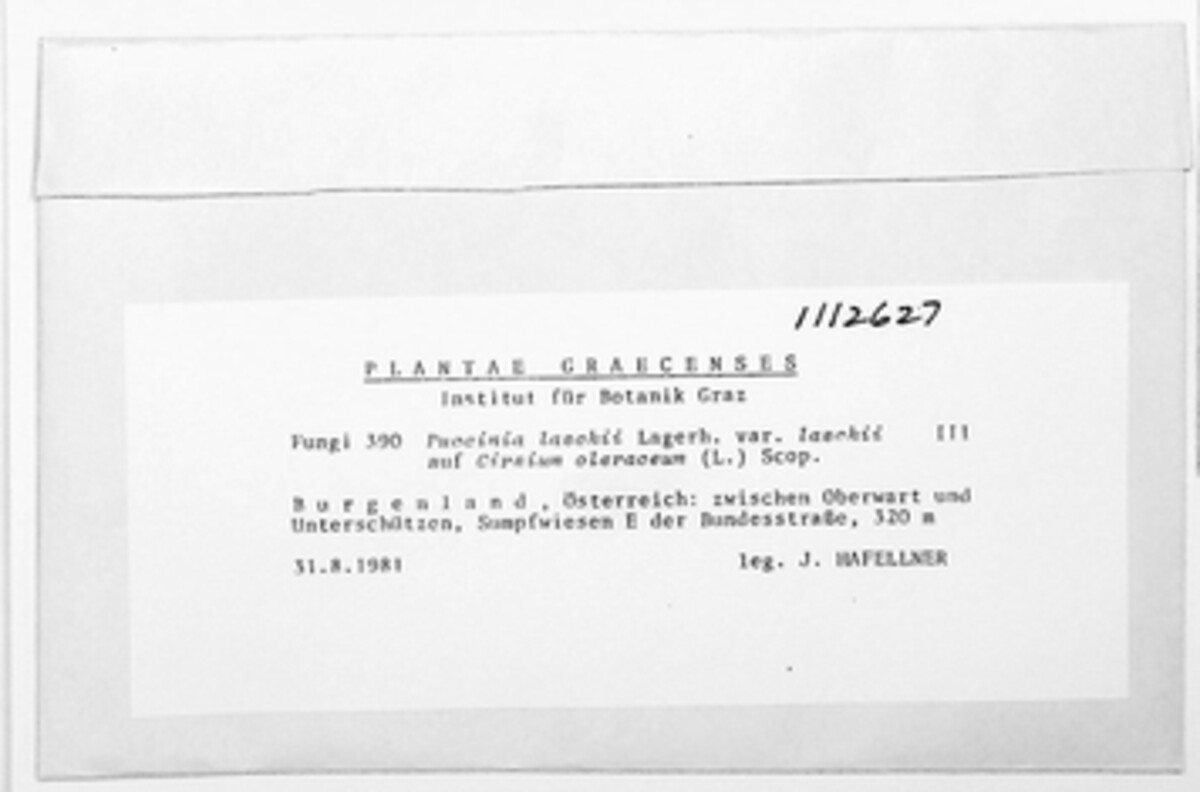 1112627
PLANTAE GRAECENSES
Institut für Botanik Graz
Fungi 390 Puccinia laschii Lagerh. var. laschii III
auf Cirsium oleraceum (L.) Scop.
Burgenland, Österreich: zwischen Oberwart und
Unterschützen, Sumpfwiesen E der Bundesstraße, 320 m
31.8.1981 leg. J. HAFELLNER